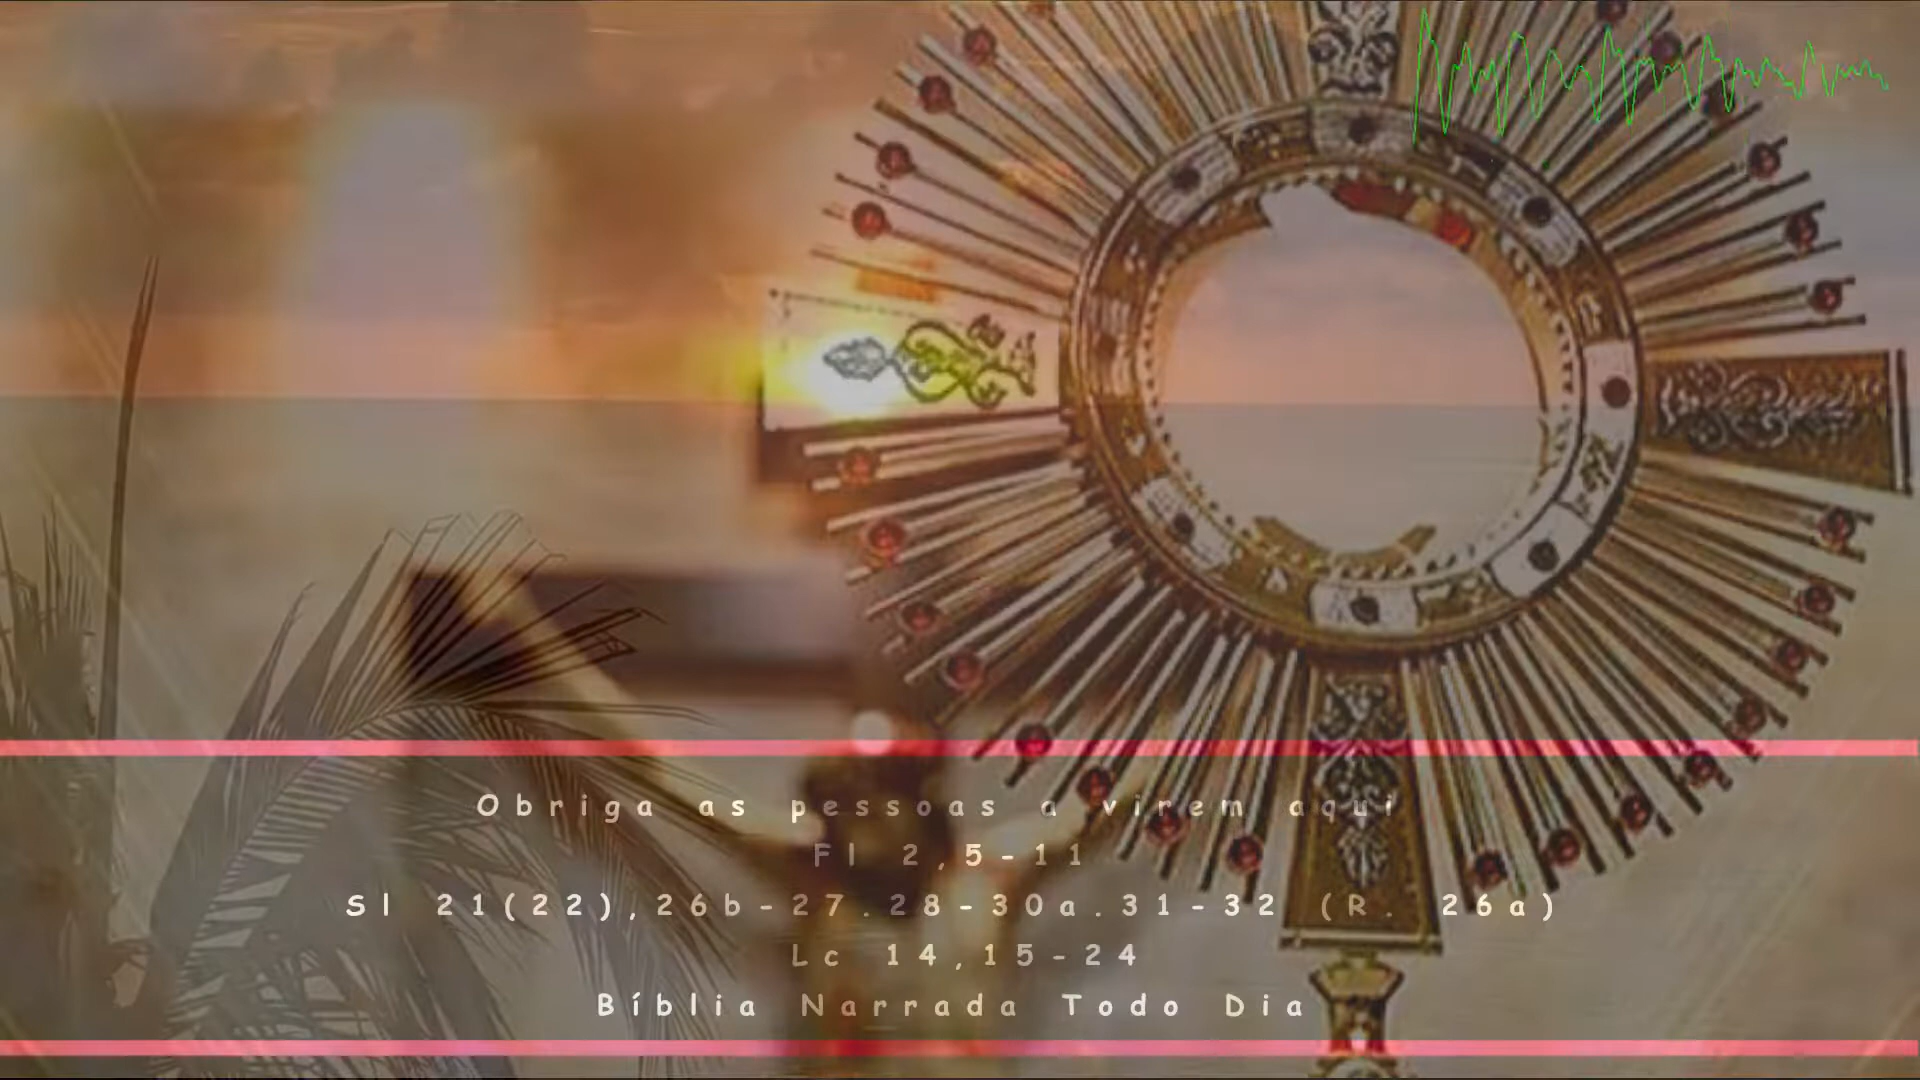 Obriga as pessoas a virem aqui
Fl 2,5-11
Sl 21(22),26b-27.28-30a.31-32 (R. 26a)
Lc 14,15-24
Bíblia Narrada Todo Dia